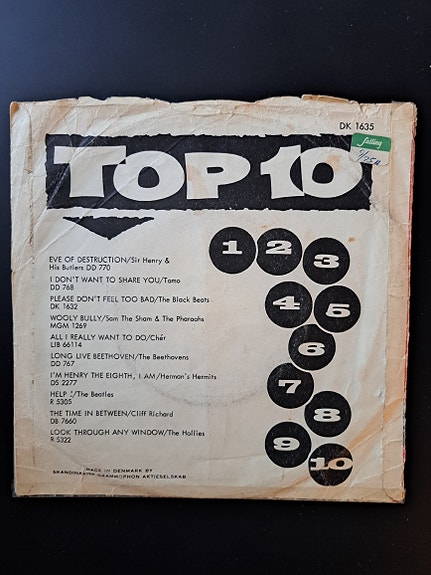 DK 1635
Salling
TOP 10
1 2 3
EVE OF DESTRUCTION/Sir Henry &
His Butlers DD 770
I DON'T WANT TO SHARE YOU/Tomo
DD 768
PLEASE DON'T FEEL TOO BAD/The Black Beats
DK 1632
WOOLY BULLY/Sam The Sham & The Pharaohs
MGM 1269
ALL I REALLY WANT TO DO/Chér
LIB 66114
LONG LIVE BEETHOVEN/The Beethovens
DD 767
I'M HENRY THE EIGHTH, I AM/Herman's Hermits
DS 2277
HELP !/The Beatles
R 5305
THE TIME IN BETWEEN/Cliff Richard
DB 7660
LOOK THROUGH ANY WINDOW/The Hollies
R 5322
4 5
6
7
8
9
10
MADE IN DENMARK BY
SKANDINAVISK GRAMMOPHON AKTIESELSKAB